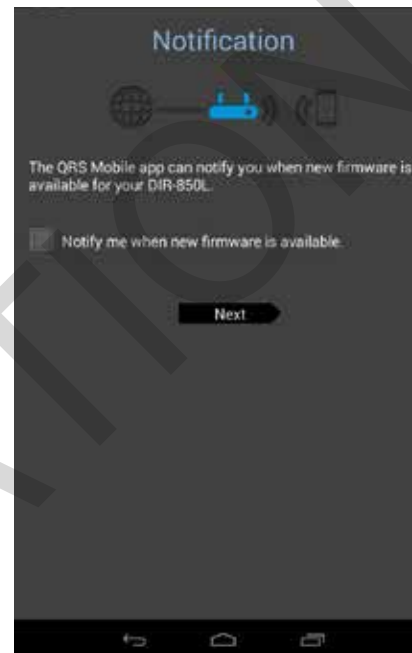 Notification
The QRS Mobile app can notify you when new firmware is
available for your DIR-850L.
Notify me when new firmware is available.
Next